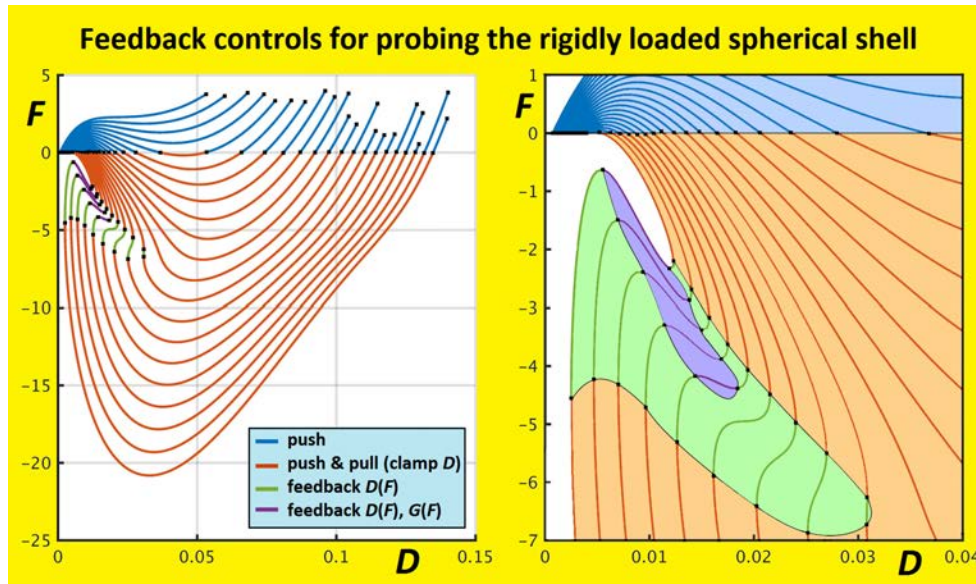 Feedback controls for probing the rigidly loaded spherical shell
5
F
0
-5
-10
-15
-20
-25
0
0.05
0.1
D
0.15
push
push & pull (clamp D)
feedback D(F)
feedback D(F), G(F)
1
F
0
-1
-2
-3
-4
-5
-6
-7
0
0.01
0.02
0.03
D
0.04